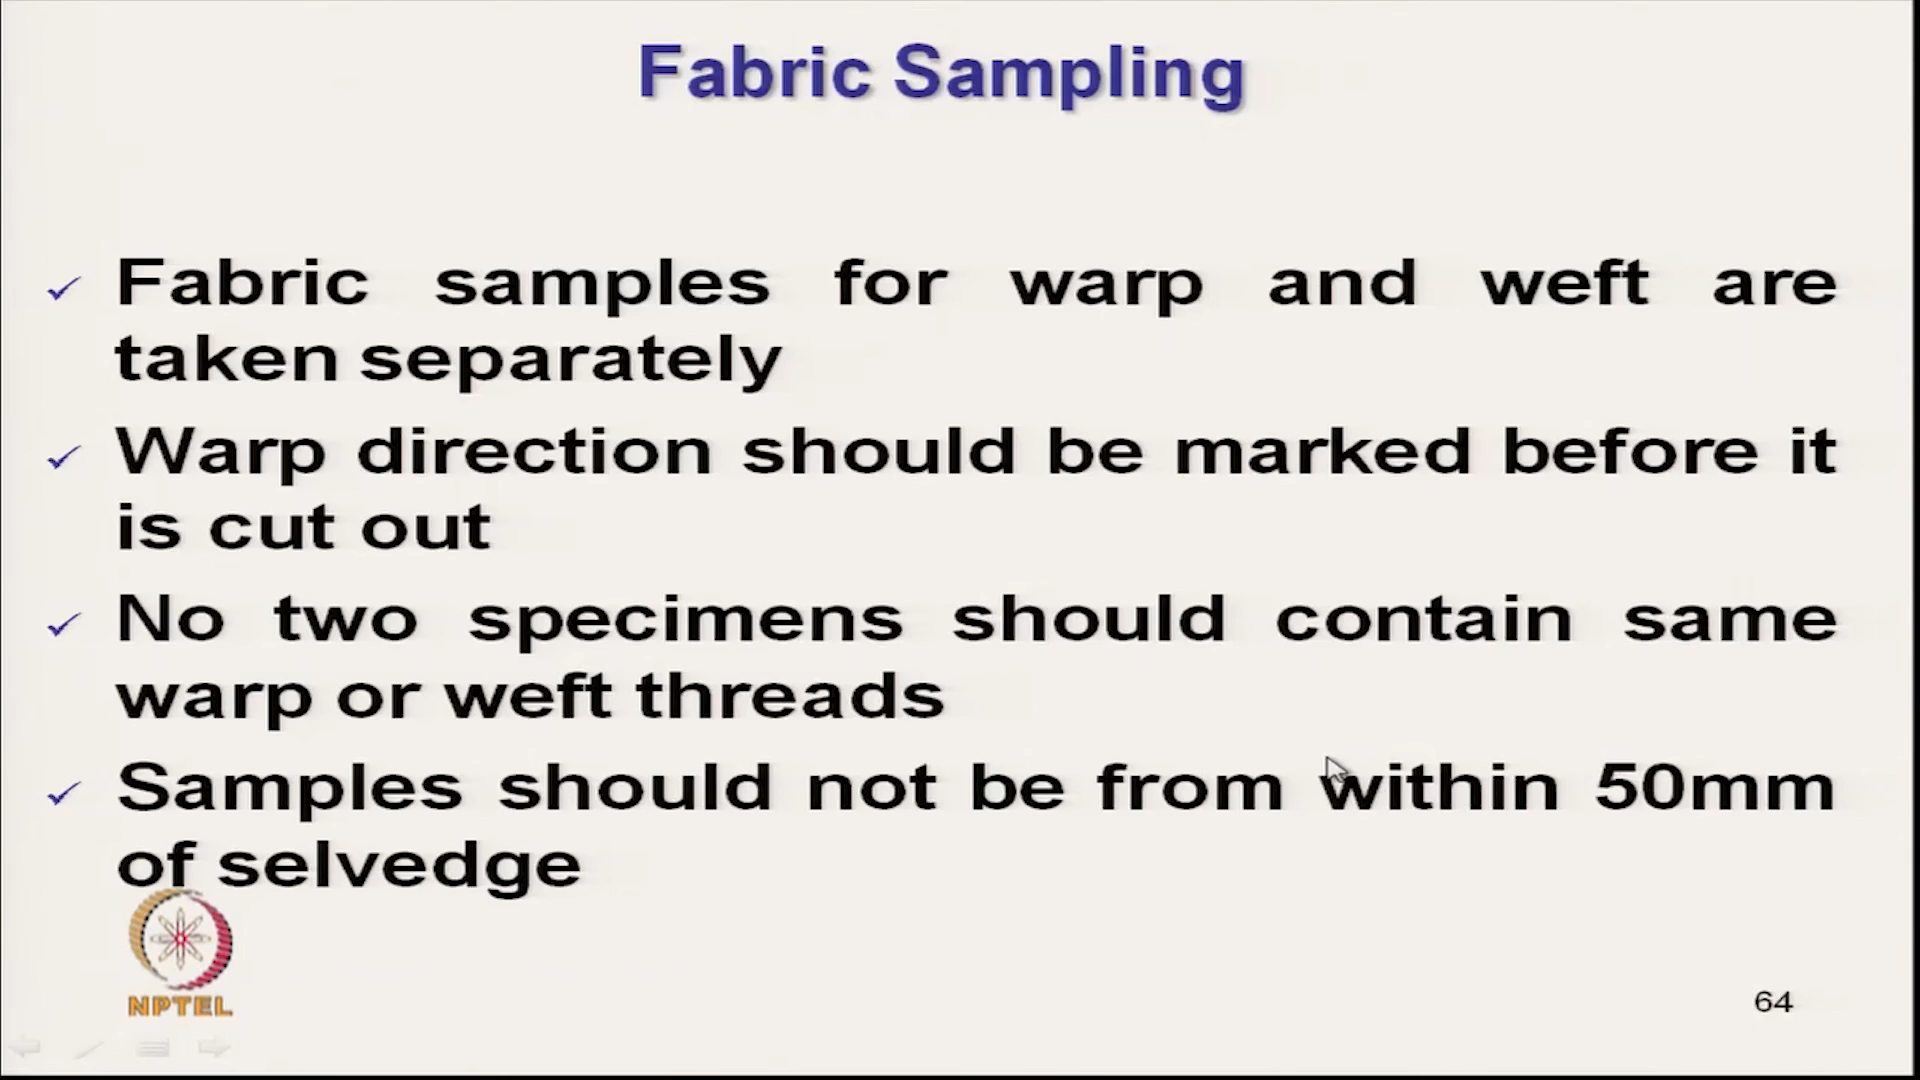 Fabric Sampling
Fabric samples for warp and weft are
taken separately
Warp direction should be marked before it
is cut out
No two specimens should contain same
warp or weft threads
Samples should not be from within 50mm
of selvedge
NPTEL
64